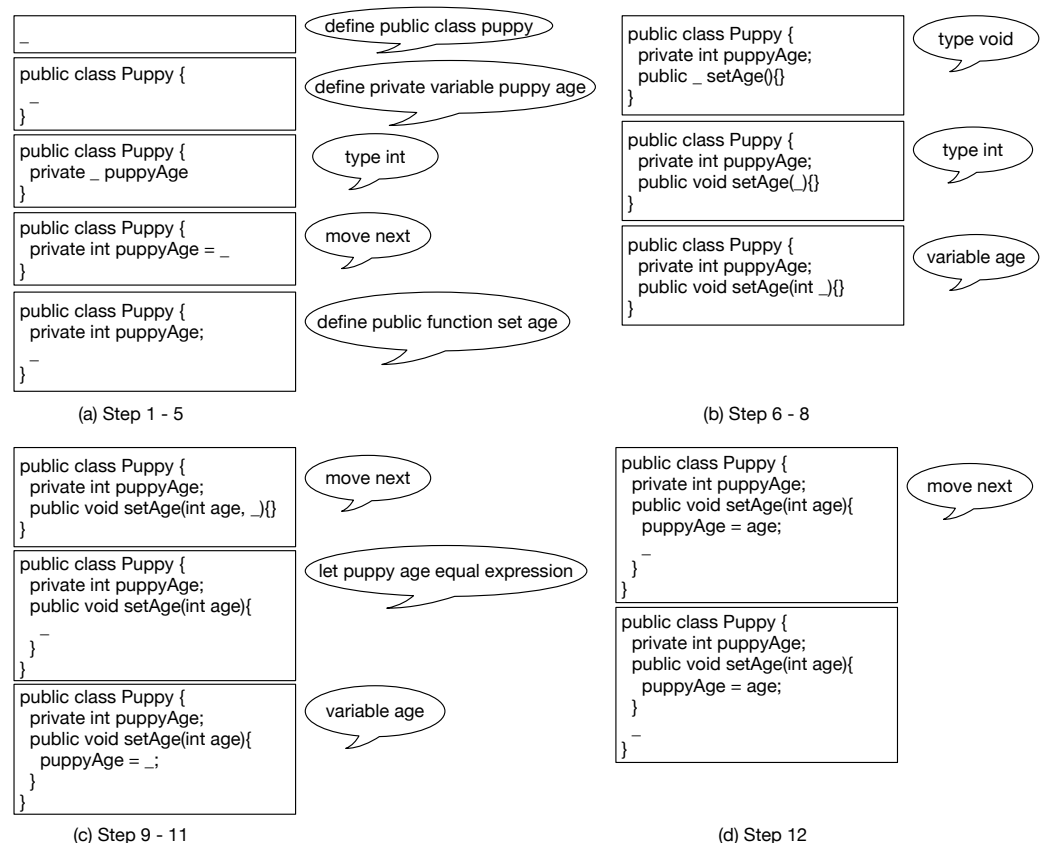 _
define public class puppy
public class Puppy {
_
}
define private variable puppy age
public class Puppy {
private _ puppyAge
}
type int
public class Puppy {
private int puppyAge = _
}
move next
public class Puppy {
private int puppyAge;
_
}
define public function set age
(a) Step 1 - 5
public class Puppy {
private int puppyAge;
public _ setAge(){}
}
type void
public class Puppy {
private int puppyAge;
public void setAge(_){}
}
type int
public class Puppy {
private int puppyAge;
public void setAge(int _){}
}
variable age
(b) Step 6 - 8
public class Puppy {
private int puppyAge;
public void setAge(int age, _){}
}
move next
public class Puppy {
private int puppyAge;
public void setAge(int age){
_
}
}
let puppy age equal expression
public class Puppy {
private int puppyAge;
public void setAge(int age){
puppyAge = _;
}
}
variable age
(c) Step 9 - 11
public class Puppy {
private int puppyAge;
public void setAge(int age){
puppyAge = age;
_
}
}
move next
public class Puppy {
private int puppyAge;
public void setAge(int age){
puppyAge = age;
}
_
}
(d) Step 12